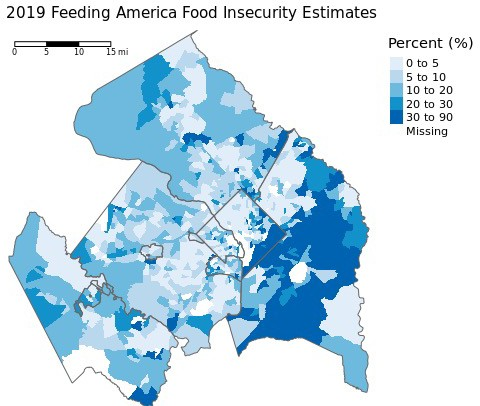 2019 Feeding America Food Insecurity Estimates
0 5 10 15 mi
Percent (%)
0 to 5
5 to 10
10 to 20
20 to 30
30 to 90
Missing